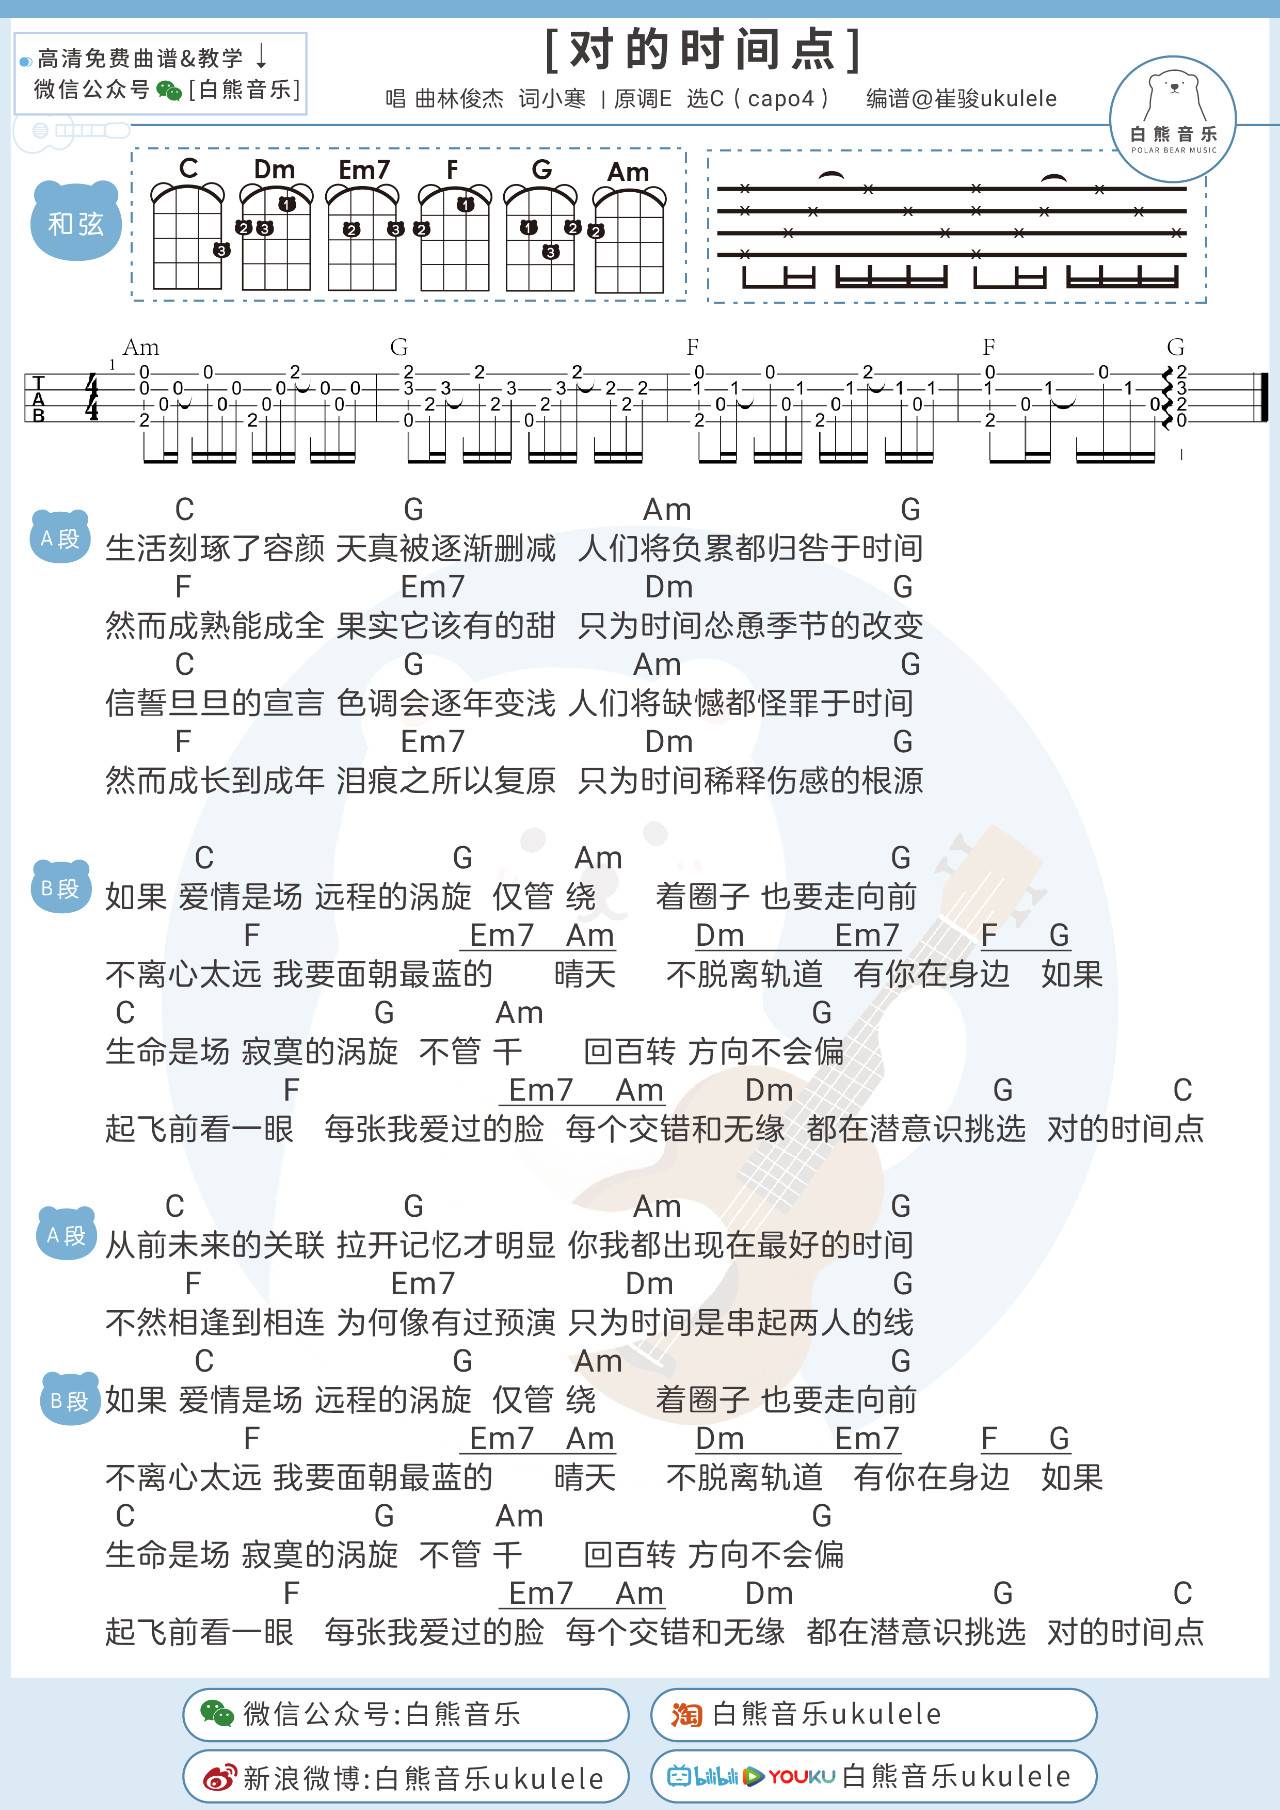 高清免费曲谱&教学↓
微信公众号 [白熊音乐]
[对的时间点]
唱 曲林俊杰 词小寒 | 原调E 选C（capo4） 编谱@崔骏ukulele
白熊音乐
POLAR BEAR MUSIC
和弦
C Dm Em7 F G Am
3 2 3 1 2 3 2 1 1 3 2 2
Am G F F G
1
TAB 4/4
A段
C G Am G
生活刻琢了容颜 天真被逐渐删减 人们将负累都归咎于时间
F Em7 Dm G
然而成熟能成全 果实它该有的甜 只为时间怂恿季节的改变
C G Am G
信誓旦旦的宣言 色调会逐年变浅 人们将缺憾都怪罪于时间
F Em7 Dm G
然而成长到成年 泪痕之所以复原 只为时间稀释伤感的根源
B段
C G Am G
如果 爱情是场 远程的涡旋 仅管 绕 着圈子 也要走向前
F Em7 Am Dm Em7 F G
不离心太远 我要面朝最蓝的 晴天 不脱离轨道 有你在身边 如果
C G Am G
生命是场 寂寞的涡旋 不管 千 回百转 方向不会偏
F Em7 Am Dm G C
起飞前看一眼 每张我爱过的脸 每个交错和无缘 都在潜意识挑选 对的时间点
A段
C G Am G
从前未来的关联 拉开记忆才明显 你我都出现在最好的时间
F Em7 Dm G
不然相逢到相连 为何像有过预演 只为时间是串起两人的线
B段
C G Am G
如果 爱情是场 远程的涡旋 仅管 绕 着圈子 也要走向前
F Em7 Am Dm Em7 F G
不离心太远 我要面朝最蓝的 晴天 不脱离轨道 有你在身边 如果
C G Am G
生命是场 寂寞的涡旋 不管 千 回百转 方向不会偏
F Em7 Am Dm G C
起飞前看一眼 每张我爱过的脸 每个交错和无缘 都在潜意识挑选 对的时间点
微信公众号:白熊音乐
淘 白熊音乐ukulele
新浪微博:白熊音乐ukulele
bilibili YOUKU 白熊音乐ukulele